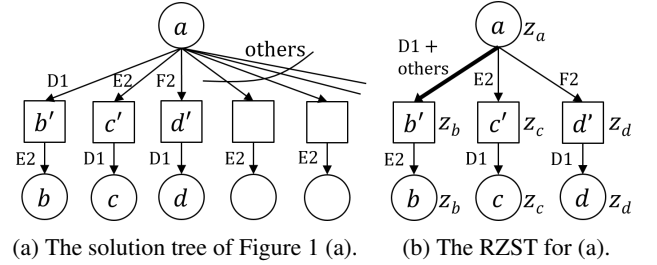 a
others
D1
E2
F2
b′
c′
d′
E2
D1
D1
E2
E2
b
c
d
(a) The solution tree of Figure 1 (a).
a
z_a
D1 +
others
E2
F2
b′
z_b
c′
z_c
d'
z_d
E2
D1
D1
b
z_b
c
z_c
d
z_d
(b) The RZST for (a).